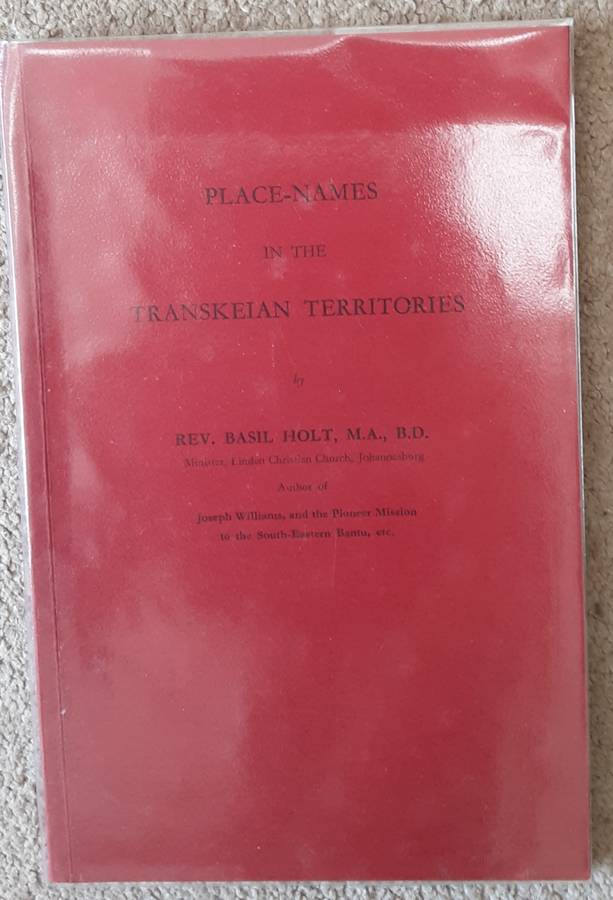 PLACE-NAMES
IN THE
TRANSKEIAN TERRITORIES
by
REV. BASIL HOLT, M.A., B.D.
Minister, Linden Christian Church, Johannesburg
Author of
Joseph Williams, and the Pioneer Mission
to the South-Eastern Bantu, etc.